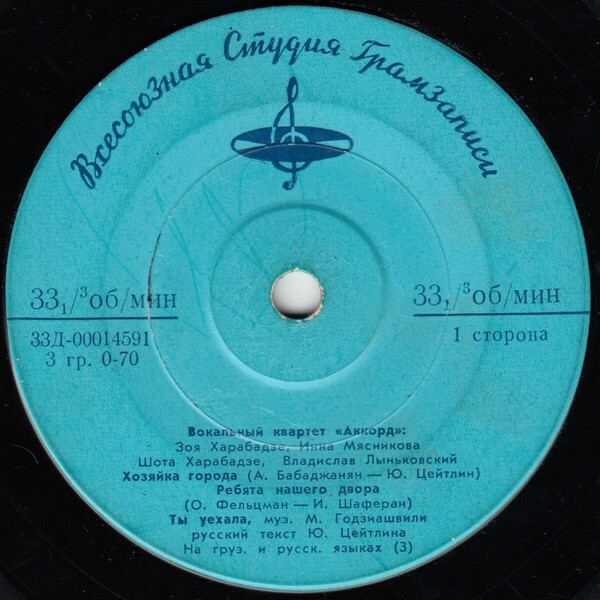 Всесоюзная Студия Грамзаписи
33 1/3 об/мин
33 1/3 об/мин
33Д-00014591
3 гр. 0-70
1 сторона
Вокальный квартет «Аккорд»:
Зоя Харабадзе, Инна Мясникова
Шота Харабадзе, Владислав Лыньковский
Хозяйка города (А. Бабаджанян — Ю. Цейтлин)
Ребята нашего двора
(О. Фельцман — И. Шаферан)
Ты уехала, муз. М. Годзиашвили
русский текст Ю. Цейтлина
На груз. и русск. языках (3)